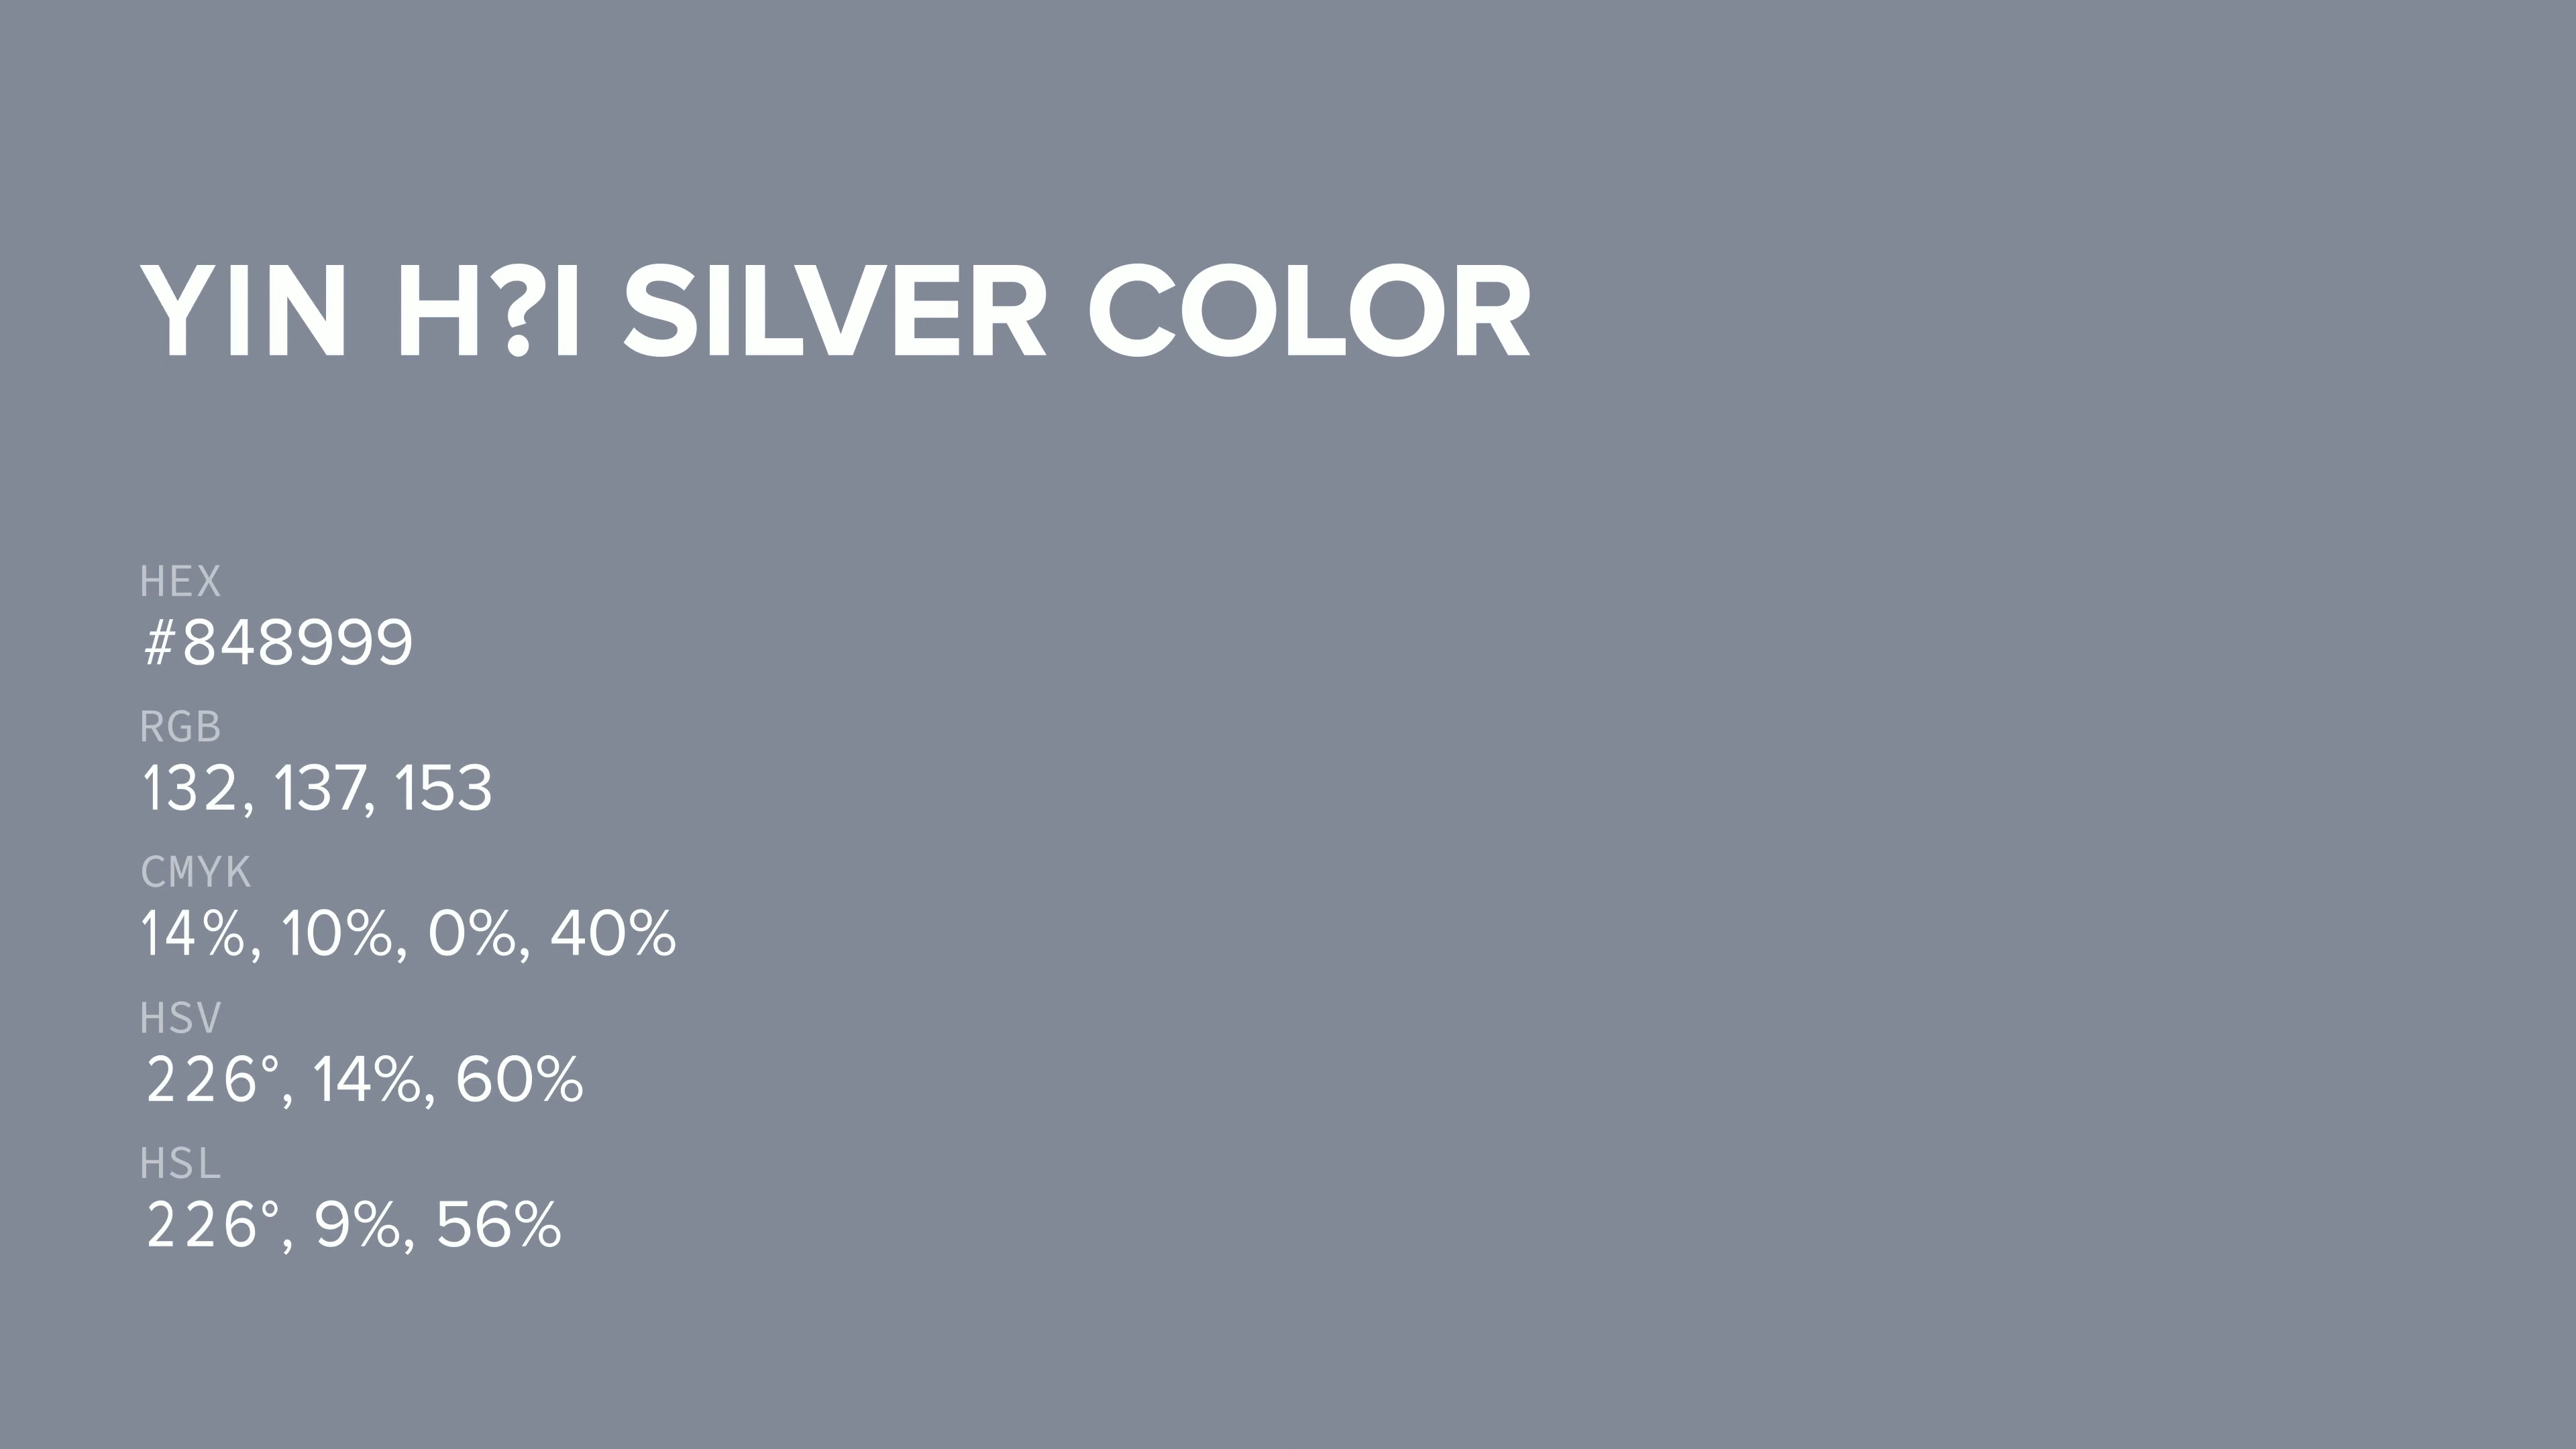 YIN H?I SILVER COLOR
HEX
#848999
RGB
132, 137, 153
CMYK
14%, 10%, 0%, 40%
HSV
226°, 14%, 60%
HSL
226°, 9%, 56%